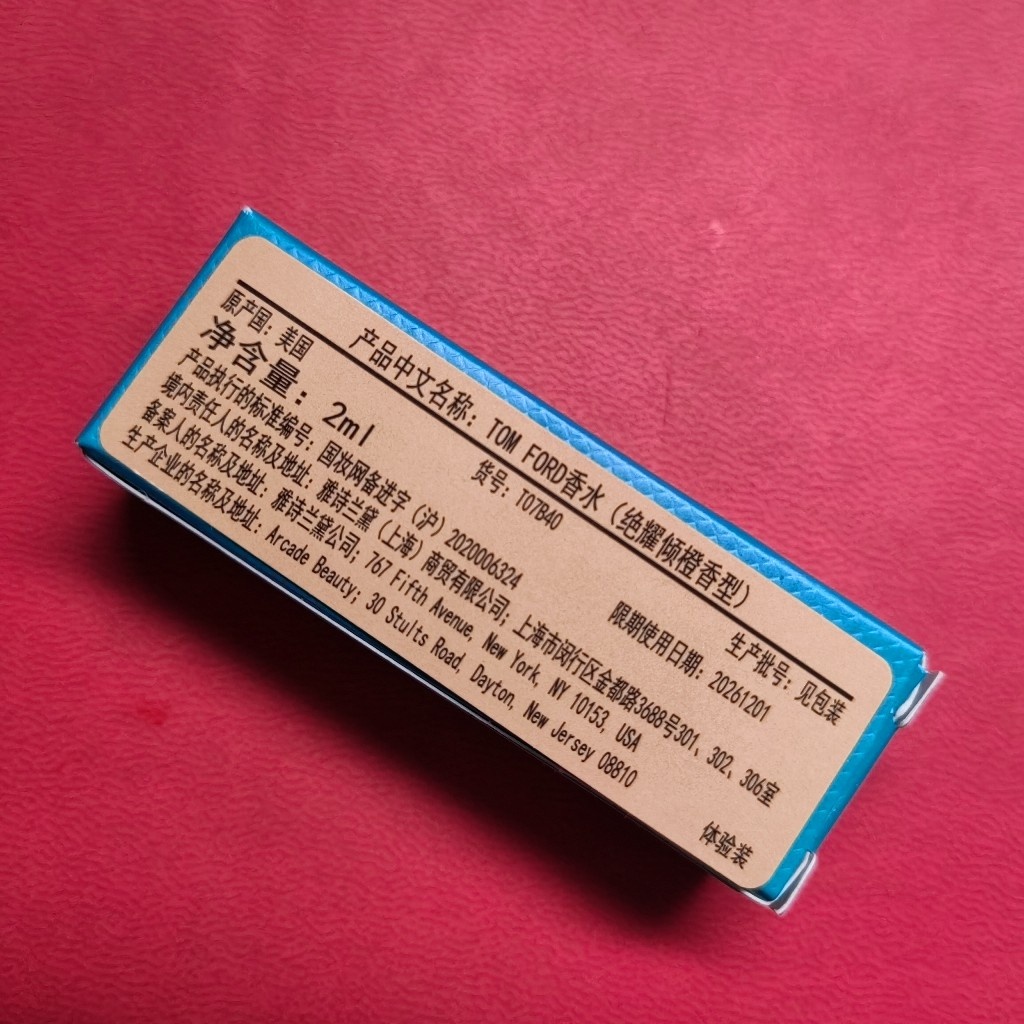 产品中文名称：TOM FORD香水（绝耀倾橙香型）
原产国：美国 货号：T07B40 生产批号：见包装
净含量：2ml 限期使用日期：20261201
产品执行的标准编号：国妆网备进字（沪）2020006324
境内责任人的名称及地址：雅诗兰黛（上海）商贸有限公司；上海市闵行区金都路3688号301、302、306室
备案人的名称及地址：雅诗兰黛公司；767 Fifth Avenue, New York, NY 10153, USA
生产企业的名称及地址：Arcade Beauty；30 Stults Road, Dayton, New Jersey 08810
体验装